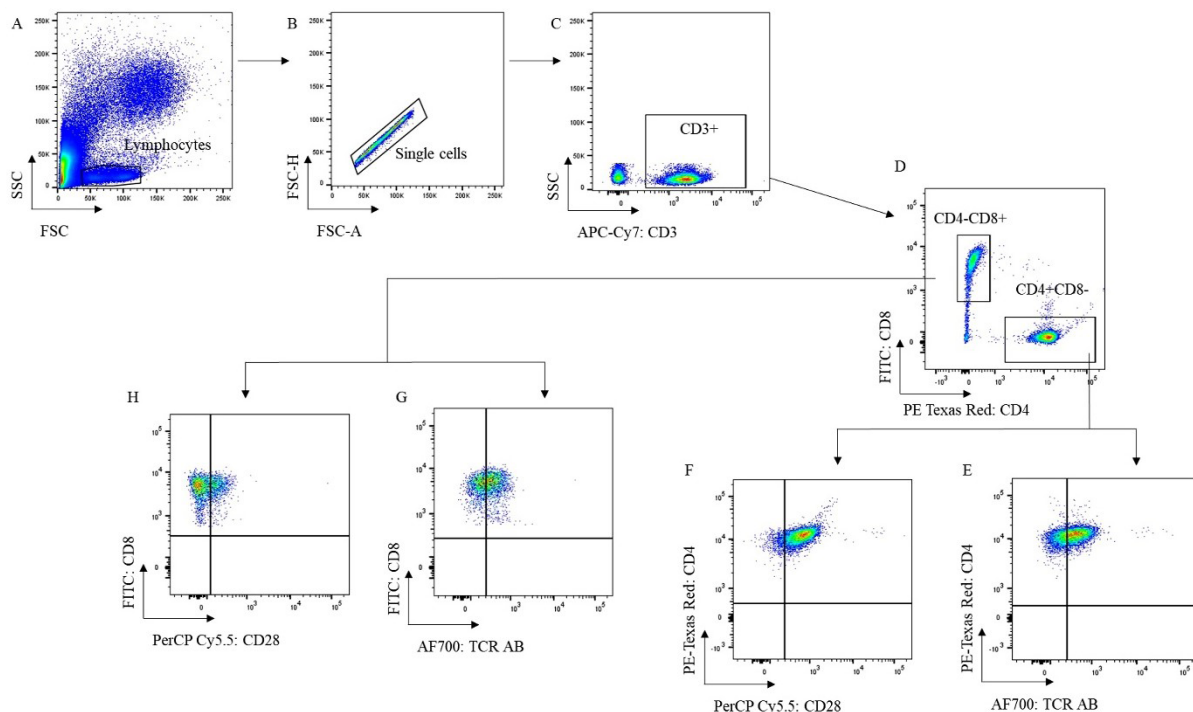 A
250K
200K
150K
100K
50K
0
0 50K 100K 150K 200K 250K
Lymphocytes
SSC
FSC
B
250K
200K
150K
100K
50K
0
50K 100K 150K 200K 250K
Single cells
FSC-H
FSC-A
C
250K
200K
150K
100K
50K
0
0 10³ 10⁴ 10⁵
CD3+
SSC
APC-Cy7: CD3
D
10⁵
10⁴
10³
0
-10³ 0 10³ 10⁴ 10⁵
CD4-CD8+
CD4+CD8-
FITC: CD8
PE Texas Red: CD4
H
10⁵
10⁴
10³
0
0 10³ 10⁴ 10⁵
FITC: CD8
PerCP Cy5.5: CD28
G
10⁵
10⁴
10³
0
0 10³ 10⁴ 10⁵
FITC: CD8
AF700: TCR AB
F
10⁵
10⁴
10³
0
-10³
0 10³ 10⁴ 10⁵
PE-Texas Red: CD4
PerCP Cy5.5: CD28
E
10⁵
10⁴
10³
0
-10³
0 10³ 10⁴ 10⁵
PE-Texas Red: CD4
AF700: TCR AB